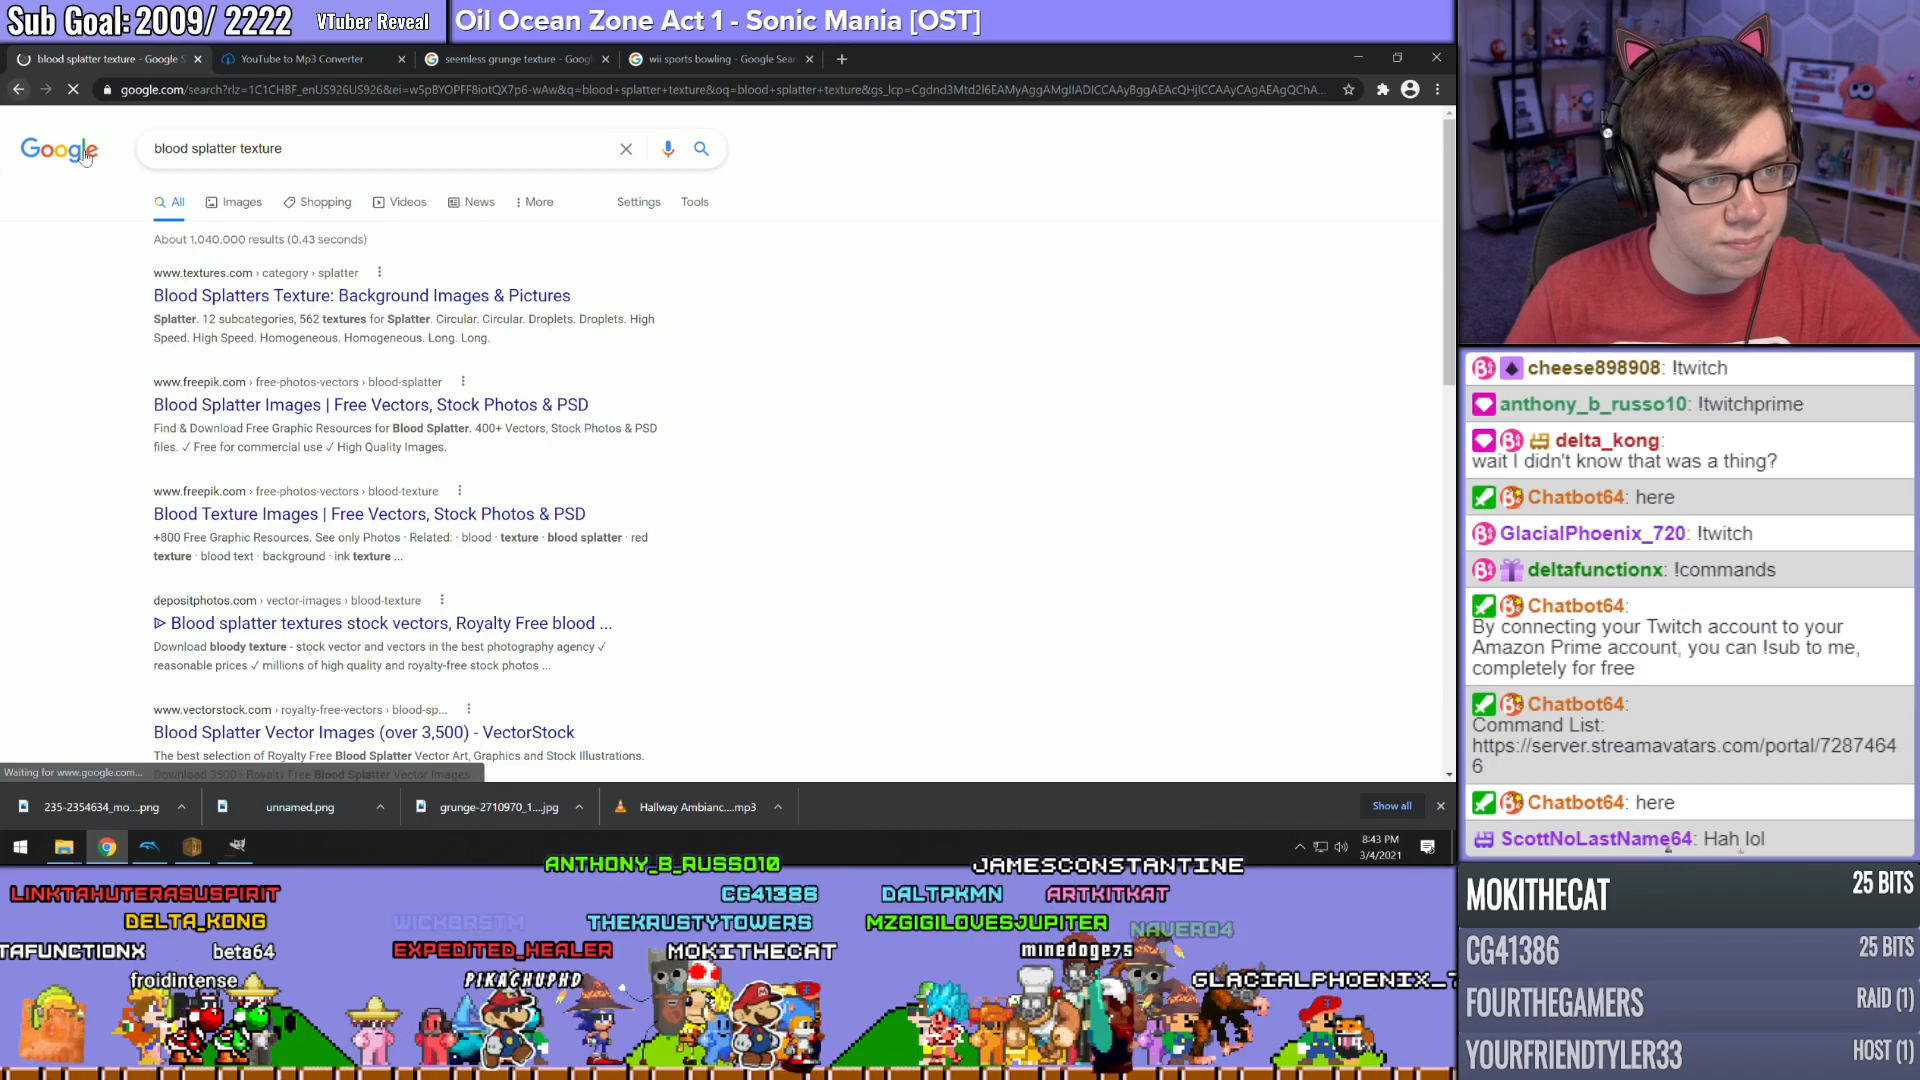 Sub Goal: 2009/ 2222
VTuber Reveal
Oil Ocean Zone Act 1 - Sonic Mania [OST]
blood splatter texture - Google S
YouTube to Mp3 Converter
seemless grunge texture - Googl
wii sports bowling - Google Sear
google.com/search?rlz=1C1CHBF_enUS926US926&ei=w5pBYOPFF8iotQX7p6-wAw&q=blood+splatter+texture&oq=blood+splatter+texture&gs_lcp=Cgdnd3Mtd2l6EAMyAggAMgIIADICCAAyBggAEAcQHjICCAAyCAgAEAgQChA...
Google
blood splatter texture
All
Images
Shopping
Videos
News
More
Settings
Tools
About 1,040,000 results (0.43 seconds)
www.textures.com › category › splatter
Blood Splatters Texture: Background Images & Pictures
Splatter. 12 subcategories, 562 textures for Splatter. Circular. Circular. Droplets. Droplets. High
Speed. High Speed. Homogeneous. Homogeneous. Long. Long.
www.freepik.com › free-photos-vectors › blood-splatter
Blood Splatter Images | Free Vectors, Stock Photos & PSD
Find & Download Free Graphic Resources for Blood Splatter. 400+ Vectors, Stock Photos & PSD
files. ✓ Free for commercial use ✓ High Quality Images.
www.freepik.com › free-photos-vectors › blood-texture
Blood Texture Images | Free Vectors, Stock Photos & PSD
+800 Free Graphic Resources. See only Photos · Related: · blood · texture · blood splatter · red
texture · blood text · background · ink texture ...
depositphotos.com › vector-images › blood-texture
ᐈ Blood splatter textures stock vectors, Royalty Free blood ...
Download bloody texture - stock vector and vectors in the best photography agency ✓
reasonable prices ✓ millions of high quality and royalty-free stock photos ...
www.vectorstock.com › royalty-free-vectors › blood-sp...
Blood Splatter Vector Images (over 3,500) - VectorStock
The best selection of Royalty Free Blood Splatter Vector Art, Graphics and Stock Illustrations.
Download 3500+ Royalty Free Blood Splatter Vector Images.
Waiting for www.google.com...
235-2354634_mo....png
unnamed.png
grunge-2710970_1....jpg
Hallway Ambianc....mp3
Show all
8:43 PM
3/4/2021
cheese898908: !twitch
anthony_b_russo10: !twitchprime
delta_kong:
wait I didn't know that was a thing?
Chatbot64: here
GlacialPhoenix_720: !twitch
deltafunctionx: !commands
Chatbot64:
By connecting your Twitch account to your
Amazon Prime account, you can !sub to me,
completely for free
Chatbot64:
Command List:
https://server.streamavatars.com/portal/7287464
6
Chatbot64: here
ScottNoLastName64: Hah lol
MOKITHECAT 25 BITS
CG41386 25 BITS
FOURTHEGAMERS RAID (1)
YOURFRIENDTYLER33 HOST (1)
ANTHONY_B_RUSSO10
JAMESCONSTANTINE
LINKTAHUTERASUSPIRIT
CG41386
DALTPKMN
ARTKITKAT
DELTA_KONG
WICKBRSTM
THEKRUSTYTOWERS
MZGIGILOVESJUPITER
NAVER04
TAFUNCTIONX
beta64
EXPEDITED_HEALER
MOKITHECAT
minedoge75
froidintense
PIKACHUPHD
GLACIALPHOENIX_7